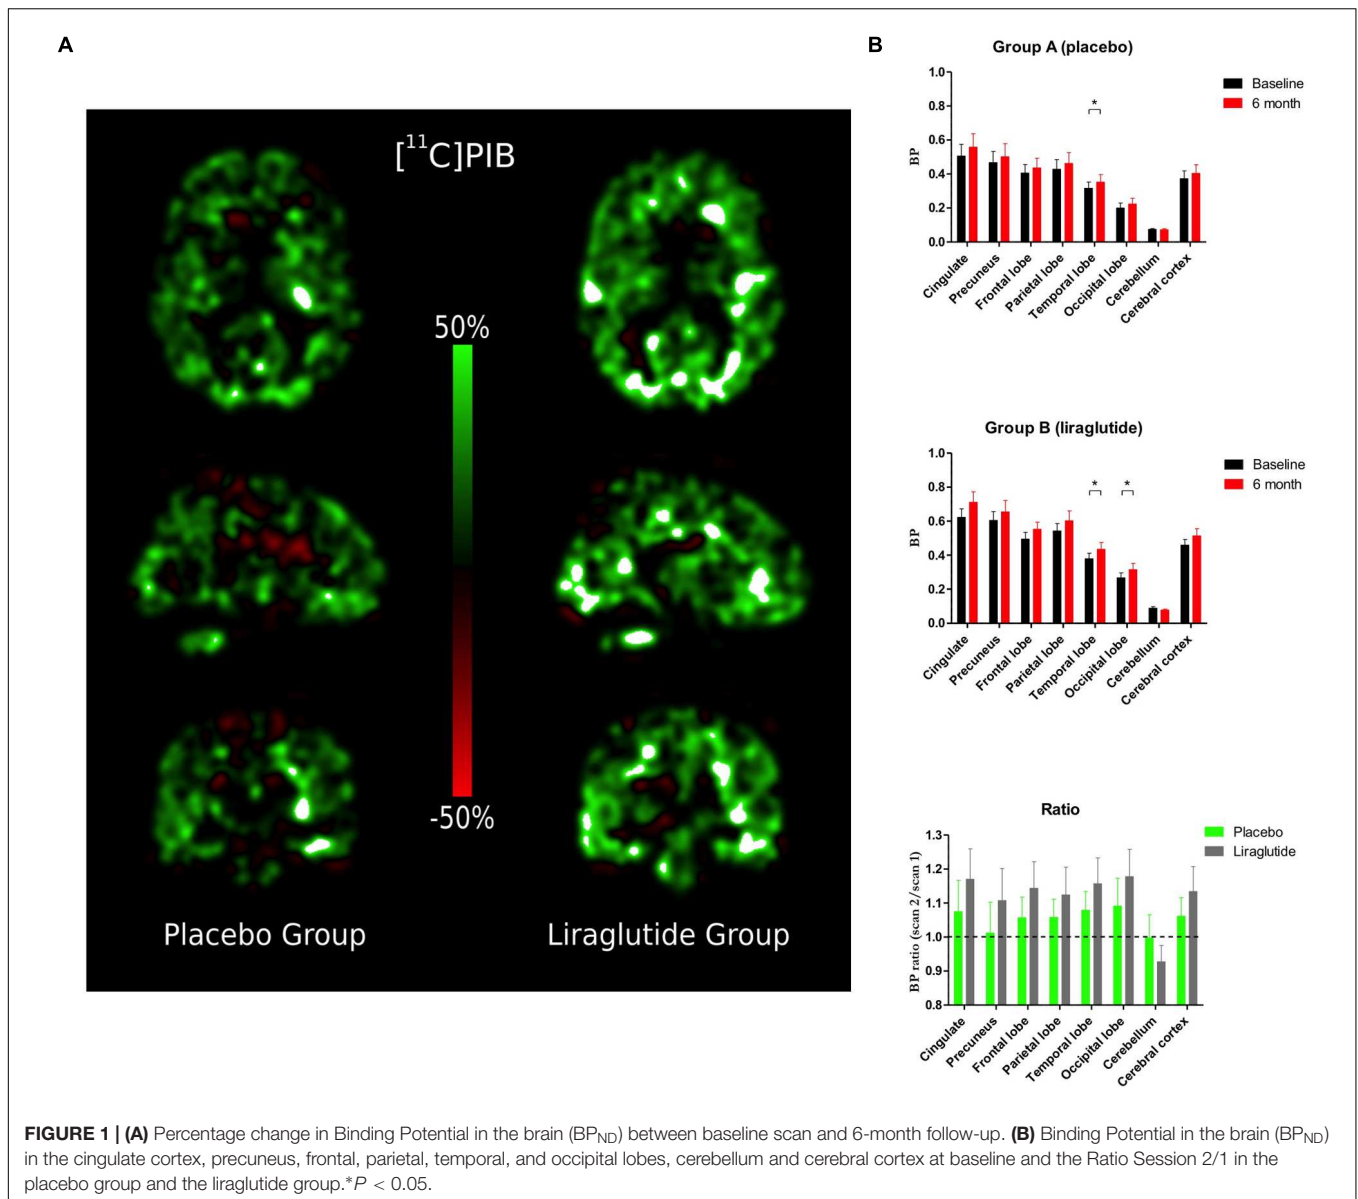 A
[11C]PIB
50%
-50%
Placebo Group
Liraglutide Group
B
Group A (placebo)
Baseline
6 month
*
BP
1.0
0.8
0.6
0.4
0.2
0.0
Cingulate
Precuneus
Frontal lobe
Parietal lobe
Temporal lobe
Occipital lobe
Cerebellum
Cerebral cortex
Group B (liraglutide)
Baseline
6 month
* *
BP
1.0
0.8
0.6
0.4
0.2
0.0
Cingulate
Precuneus
Frontal lobe
Parietal lobe
Temporal lobe
Occipital lobe
Cerebellum
Cerebral cortex
Ratio
Placebo
Liraglutide
BP ratio (scan 2/scan 1)
1.3
1.2
1.1
1.0
0.9
0.8
Cingulate
Precuneus
Frontal lobe
Parietal lobe
Temporal lobe
Occipital lobe
Cerebellum
Cerebral cortex
FIGURE 1 | (A) Percentage change in Binding Potential in the brain (BPND) between baseline scan and 6-month follow-up. (B) Binding Potential in the brain (BPND)
in the cingulate cortex, precuneus, frontal, parietal, temporal, and occipital lobes, cerebellum and cerebral cortex at baseline and the Ratio Session 2/1 in the
placebo group and the liraglutide group.*P < 0.05.